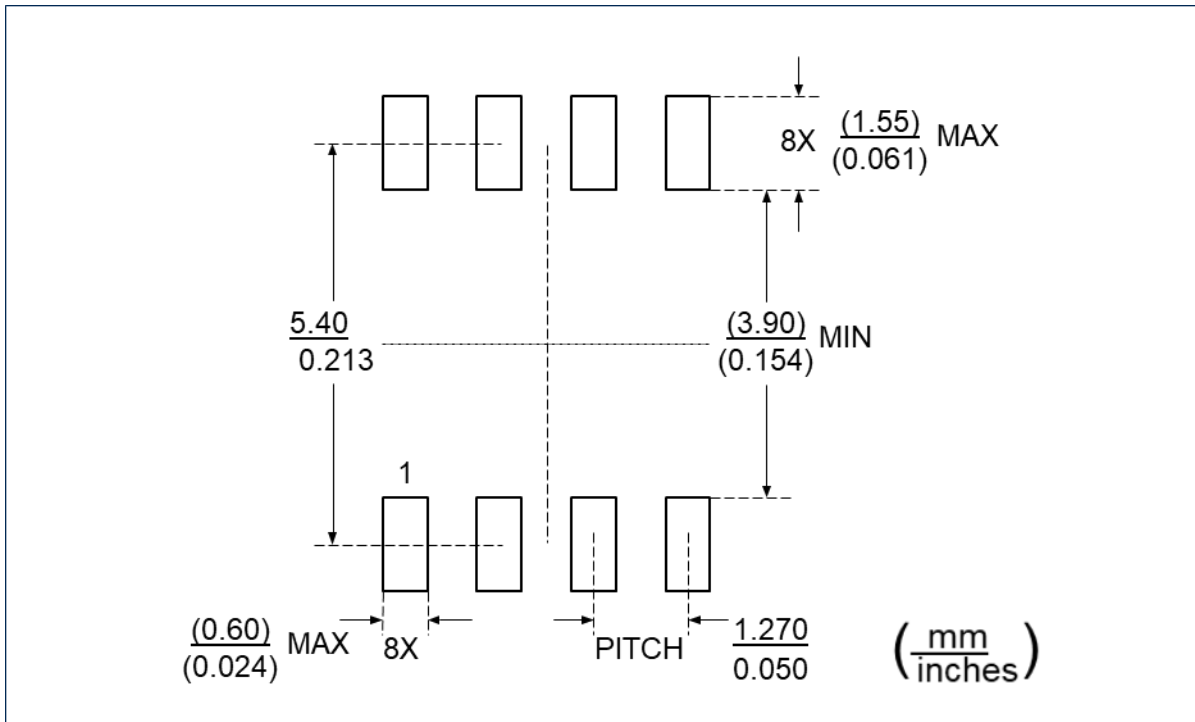 (1.55)
8X MAX
(0.061)
5.40
0.213
(3.90)
MIN
(0.154)
1
(0.60)
MAX 8X
(0.024)
PITCH
1.270
0.050
(mm
inches)